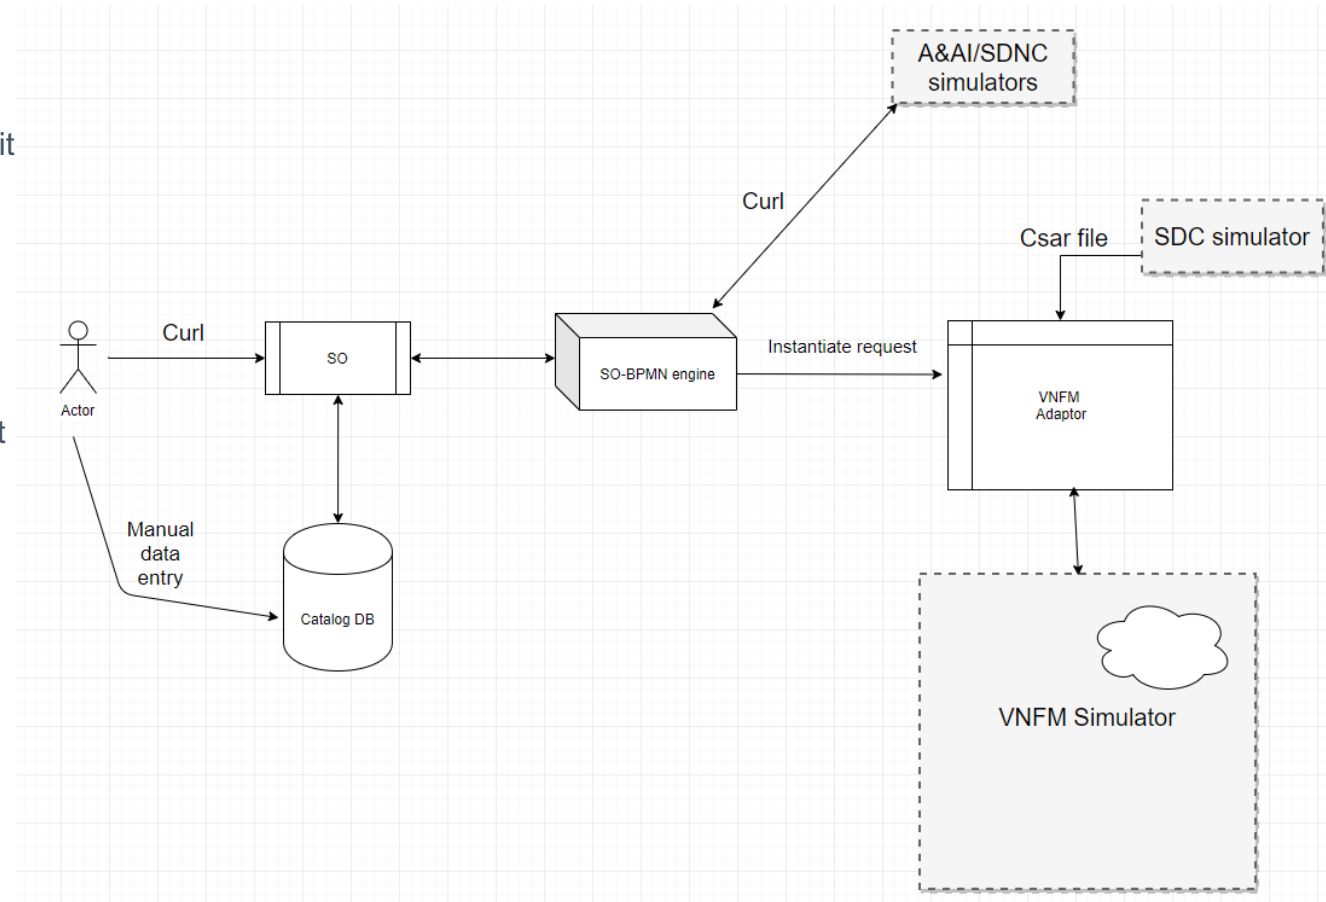 A&AI/SDNC
simulators
it
Curl
Csar file
SDC simulator
Curl
SO
SO-BPMN engine
Instantiate request
VNFM
Adaptor
Actor
t
Manual
data
entry
Catalog DB
VNFM Simulator